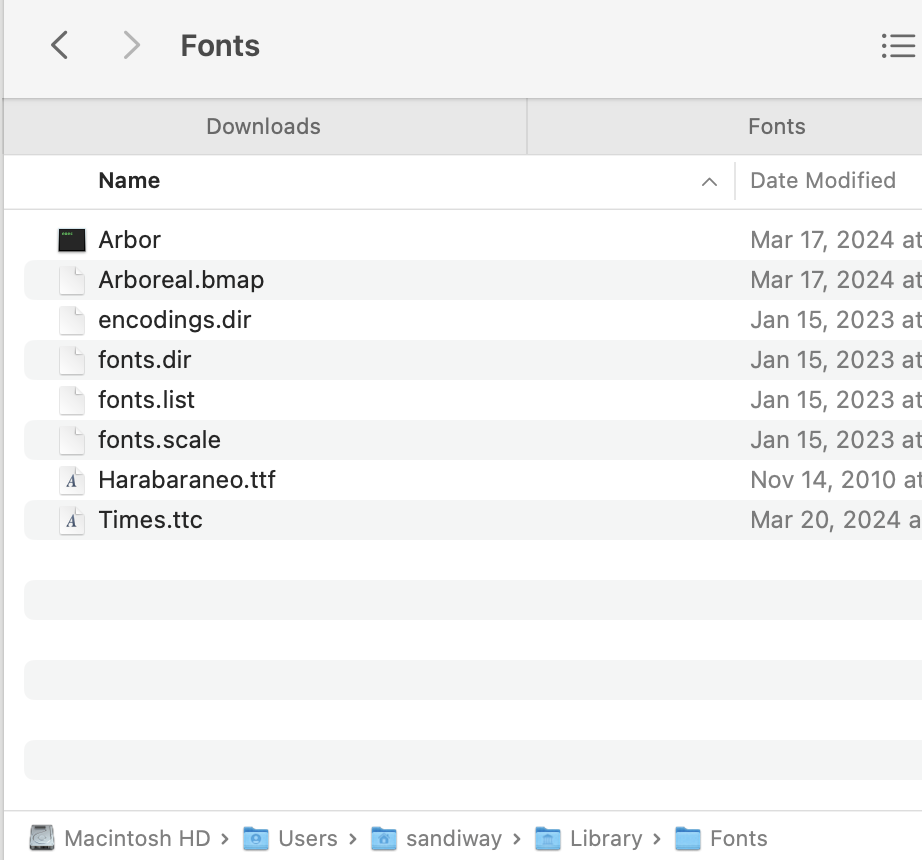 Fonts
Downloads Fonts
Name Date Modified
Arbor Mar 17, 2024 at
Arboreal.bmap Mar 17, 2024 at
encodings.dir Jan 15, 2023 at
fonts.dir Jan 15, 2023 at
fonts.list Jan 15, 2023 at
fonts.scale Jan 15, 2023 at
Harabaraneo.ttf Nov 14, 2010 at
Times.ttc Mar 20, 2024 a
Macintosh HD › Users › sandiway › Library › Fonts